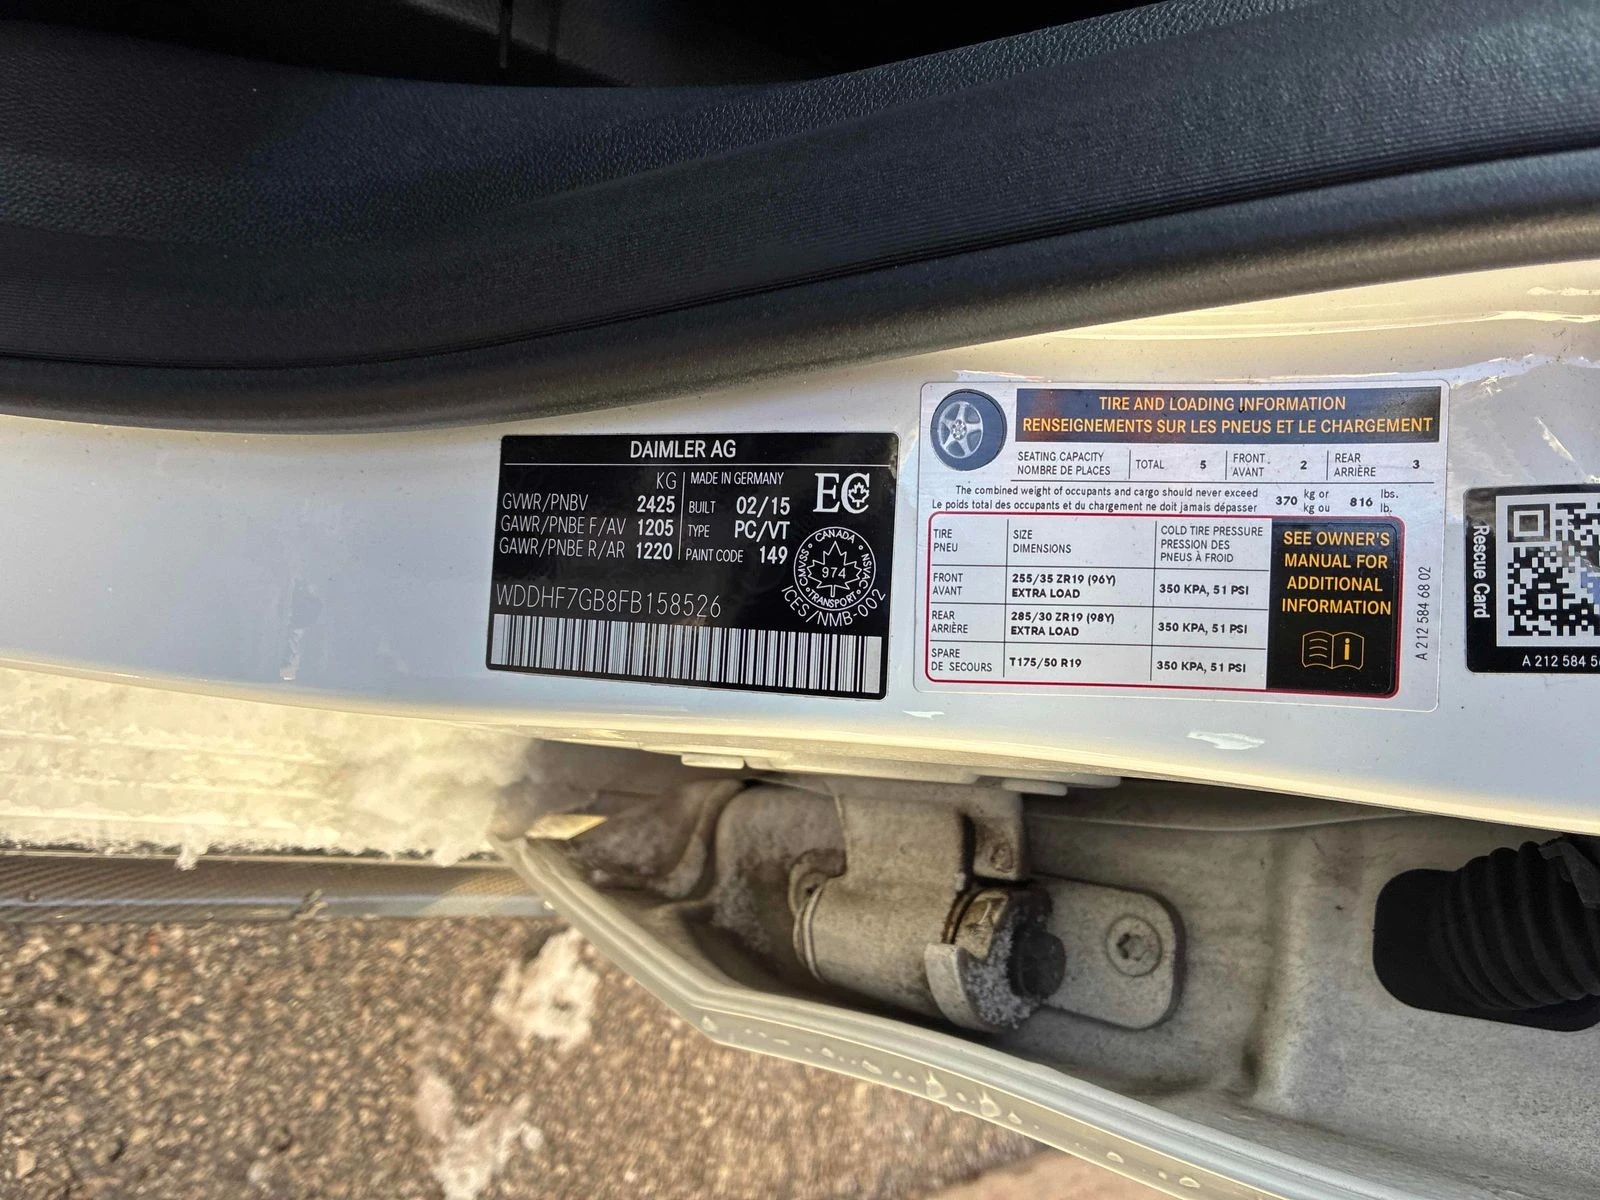 DAIMLER AG
KG
GVWR/PNBV 2425
GAWR/PNBE F/AV 1205
GAWR/PNBE R/AR 1220
MADE IN GERMANY
BUILT 02/15
TYPE PC/VT
PAINT CODE 149
EC
CANADA
974
TRANSPORT
CMVSS
NSVAC
ICES/NMB-002
WDDHF7GB8FB158526
TIRE AND LOADING INFORMATION
RENSEIGNEMENTS SUR LES PNEUS ET LE CHARGEMENT
SEATING CAPACITY
NOMBRE DE PLACES
TOTAL 5
FRONT
AVANT 2
REAR
ARRIÈRE 3
The combined weight of occupants and cargo should never exceed 370 kg or 816 lbs.
Le poids total des occupants et du chargement ne doit jamais dépasser kg ou lb.
TIRE
PNEU
SIZE
DIMENSIONS
COLD TIRE PRESSURE
PRESSION DES
PNEUS À FROID
FRONT
AVANT
255/35 ZR19 (96Y)
EXTRA LOAD
350 KPA, 51 PSI
REAR
ARRIÈRE
285/30 ZR19 (98Y)
EXTRA LOAD
350 KPA, 51 PSI
SPARE
DE SECOURS
T175/50 R19
350 KPA, 51 PSI
SEE OWNER'S
MANUAL FOR
ADDITIONAL
INFORMATION
A 212 584 68 02
Rescue Card
A 212 584